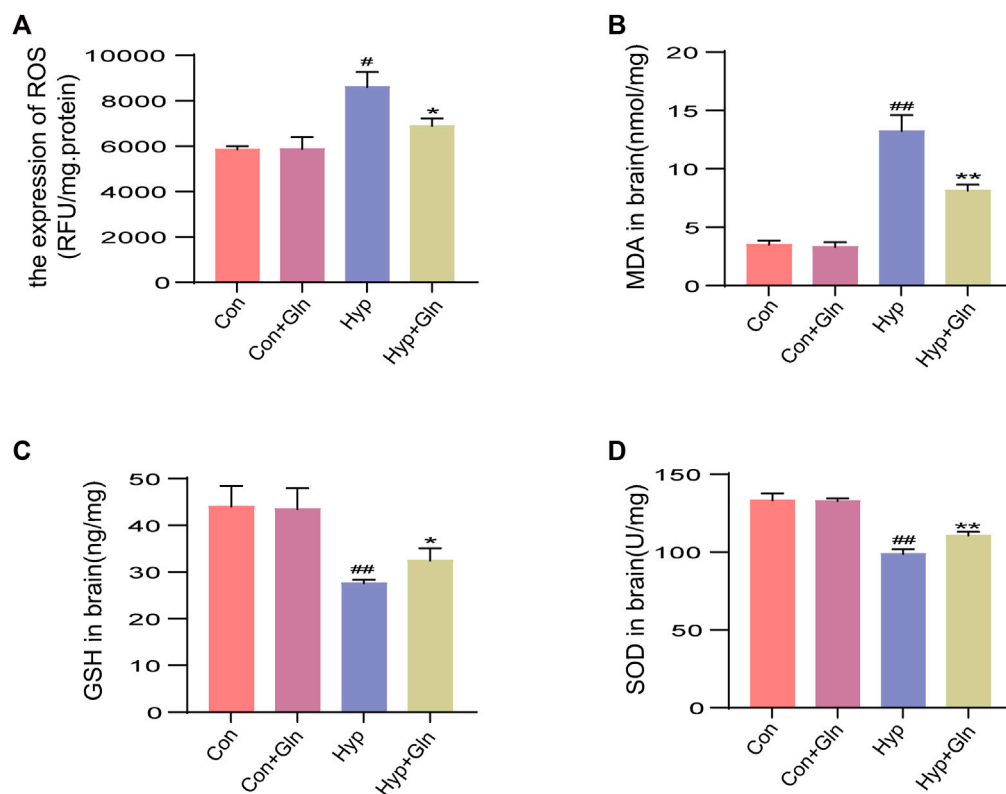 A
the expression of ROS
(RFU/mg.protein)
10000
8000
6000
4000
2000
0
#
*
Con
Con+Gln
Hyp
Hyp+Gln
B
MDA in brain(nmol/mg)
20
15
10
5
0
##
**
Con
Con+Gln
Hyp
Hyp+Gln
C
GSH in brain(ng/mg)
50
40
30
20
10
0
##
*
Con
Con+Gln
Hyp
Hyp+Gln
D
SOD in brain(U/mg)
150
100
50
0
##
**
Con
Con+Gln
Hyp
Hyp+Gln